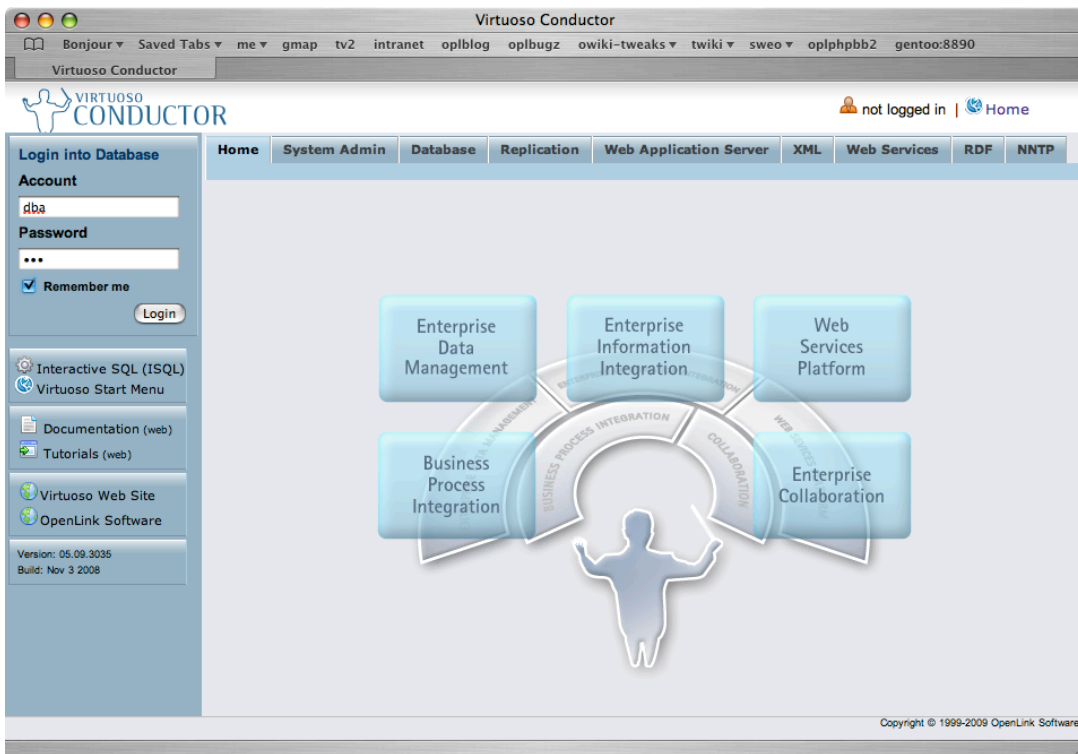 Virtuoso Conductor
Bonjour ▾ Saved Tabs ▾ me ▾ gmap tv2 intranet oplblog oplbugz owiki-tweaks ▾ twiki ▾ sweo ▾ oplphpbb2 gentoo:8890
Virtuoso Conductor
VIRTUOSO
CONDUCTOR
not logged in | Home
Login into Database
Account
dba
Password
•••
Remember me
Login
Interactive SQL (ISQL)
Virtuoso Start Menu
Documentation (web)
Tutorials (web)
Virtuoso Web Site
OpenLink Software
Version: 05.09.3035
Build: Nov 3 2008
Home System Admin Database Replication Web Application Server XML Web Services RDF NNTP
Enterprise
Data
Management
Enterprise
Information
Integration
Web
Services
Platform
Business
Process
Integration
Enterprise
Collaboration
BUSINESS PROCESS INTEGRATION
COLLABORATION
Copyright © 1999-2009 OpenLink Software